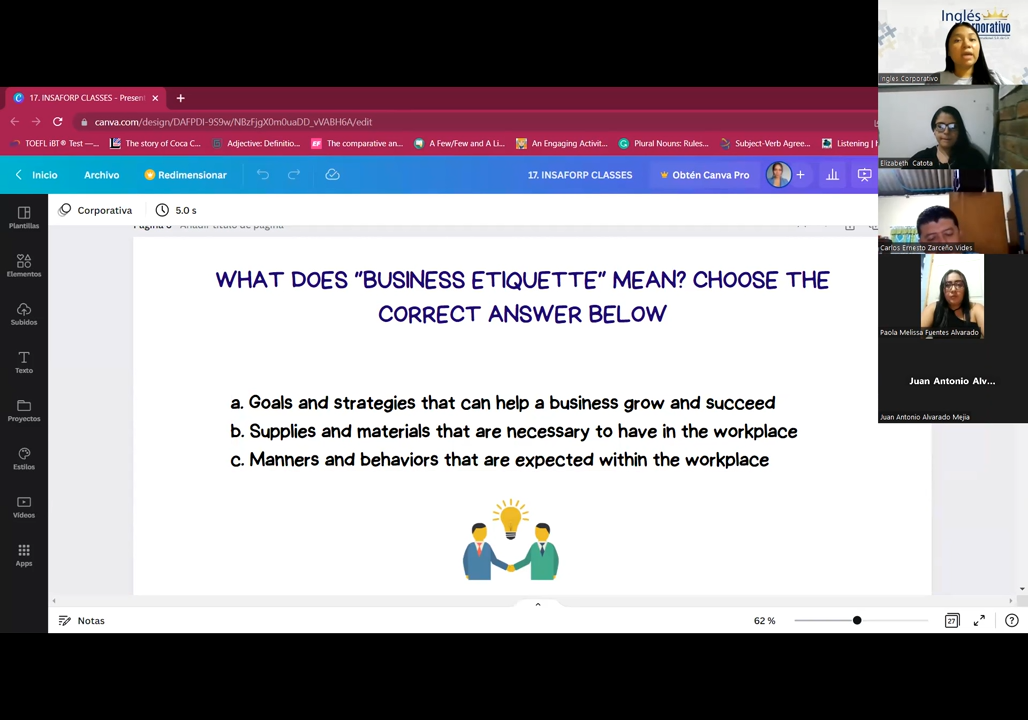 Inglés
Corporativo
Ingles Corporativo
17. INSAFORP CLASSES - Present
canva.com/design/DAFPDI-9S9w/NBzFjgX0m0uaDD_vVABH6A/edit
TOEFL iBT® Test —... The story of Coca C... Adjective: Definitio... The comparative an... A Few/Few and A Li... An Engaging Activit... Plural Nouns: Rules... Subject-Verb Agree... Listening |
Elizabeth Catota
Inicio Archivo Redimensionar 17. INSAFORP CLASSES Obtén Canva Pro
Corporativa 5.0 s
Plantillas
Añadir título de página
Carlos Ernesto Zarceño Vides
Elementos
Subidos
Texto
Proyectos
Estilos
Videos
Apps
WHAT DOES "BUSINESS ETIQUETTE" MEAN? CHOOSE THE
CORRECT ANSWER BELOW
a. Goals and strategies that can help a business grow and succeed
b. Supplies and materials that are necessary to have in the workplace
c. Manners and behaviors that are expected within the workplace
Paola Melissa Fuentes Alvarado
Juan Antonio Alv...
Juan Antonio Alvarado Mejia
Notas 62 % 27